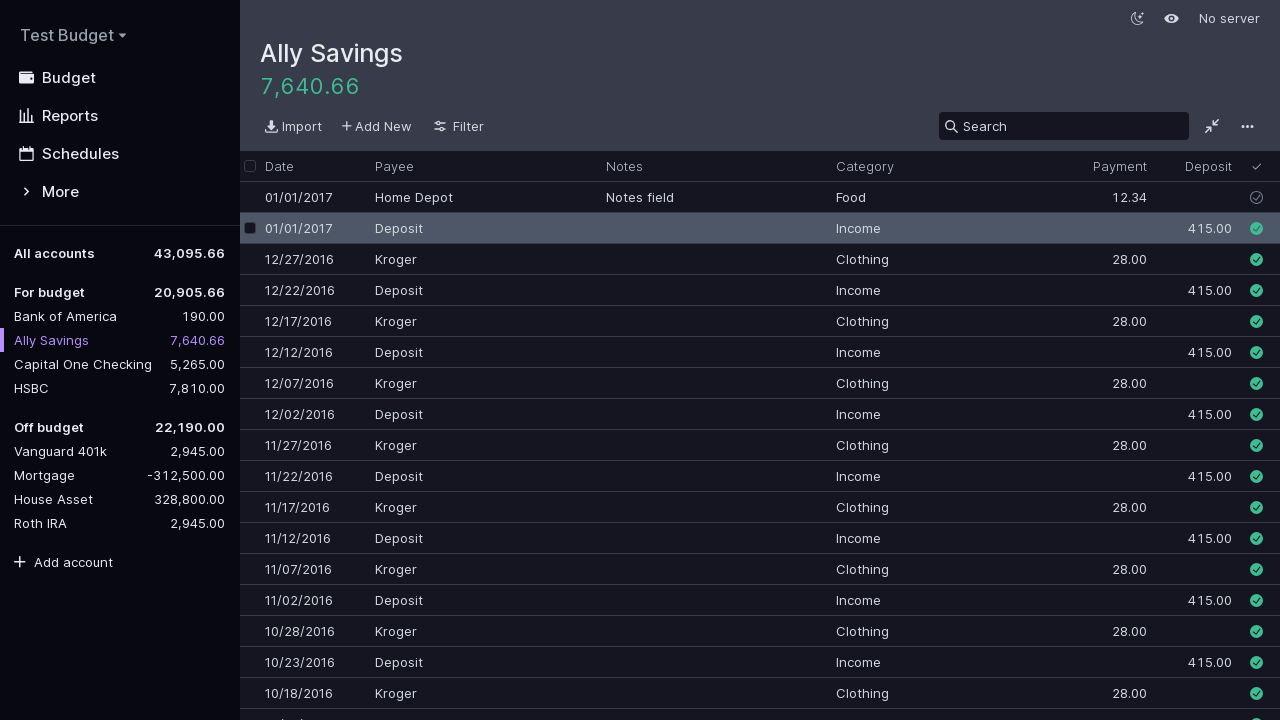 Test Budget
Budget
Reports
Schedules
More
All accounts 43,095.66
For budget 20,905.66
Bank of America 190.00
Ally Savings 7,640.66
Capital One Checking 5,265.00
HSBC 7,810.00
Off budget 22,190.00
Vanguard 401k 2,945.00
Mortgage -312,500.00
House Asset 328,800.00
Roth IRA 2,945.00
Add account
No server
Ally Savings
7,640.66
Import Add New Filter Search
Date Payee Notes Category Payment Deposit
01/01/2017 Home Depot Notes field Food 12.34
01/01/2017 Deposit Income 415.00
12/27/2016 Kroger Clothing 28.00
12/22/2016 Deposit Income 415.00
12/17/2016 Kroger Clothing 28.00
12/12/2016 Deposit Income 415.00
12/07/2016 Kroger Clothing 28.00
12/02/2016 Deposit Income 415.00
11/27/2016 Kroger Clothing 28.00
11/22/2016 Deposit Income 415.00
11/17/2016 Kroger Clothing 28.00
11/12/2016 Deposit Income 415.00
11/07/2016 Kroger Clothing 28.00
11/02/2016 Deposit Income 415.00
10/28/2016 Kroger Clothing 28.00
10/23/2016 Deposit Income 415.00
10/18/2016 Kroger Clothing 28.00